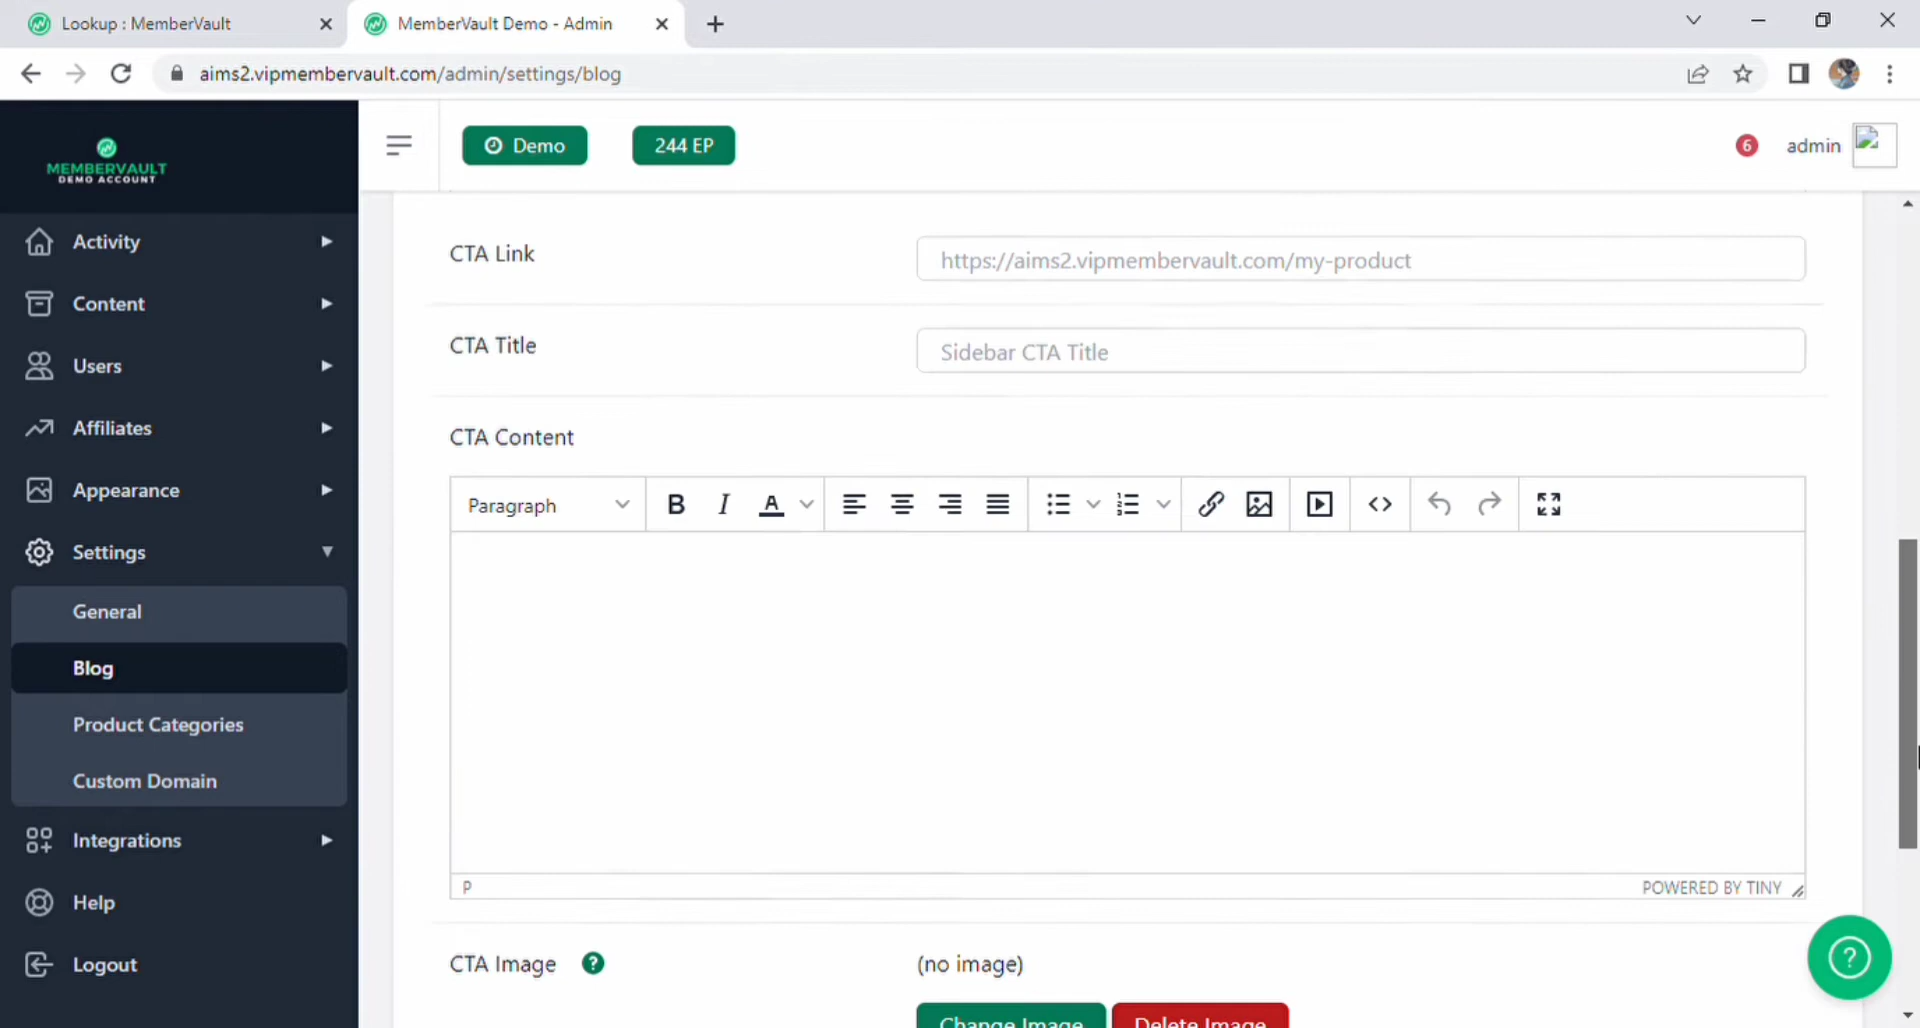 Lookup : MemberVault
MemberVault Demo - Admin
aims2.vipmembervault.com/admin/settings/blog
MEMBERVAULT
DEMO ACCOUNT
Demo
244 EP
6
admin
Activity
Content
Users
Affiliates
Appearance
Settings
General
Blog
Product Categories
Custom Domain
Integrations
Help
Logout
CTA Link
https://aims2.vipmembervault.com/my-product
CTA Title
Sidebar CTA Title
CTA Content
Paragraph
B I A
P
POWERED BY TINY
CTA Image ?
(no image)
Change Image
Delete Image
?